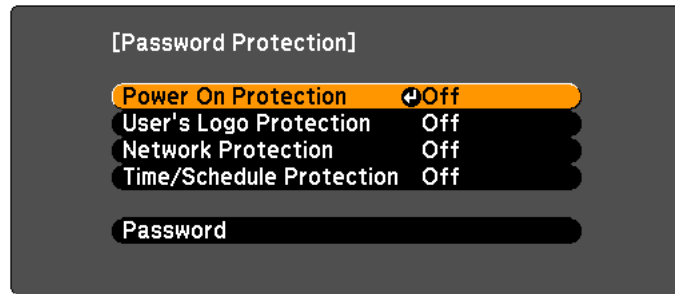 [Password Protection]
Power On Protection Off
User's Logo Protection Off
Network Protection Off
Time/Schedule Protection Off
Password